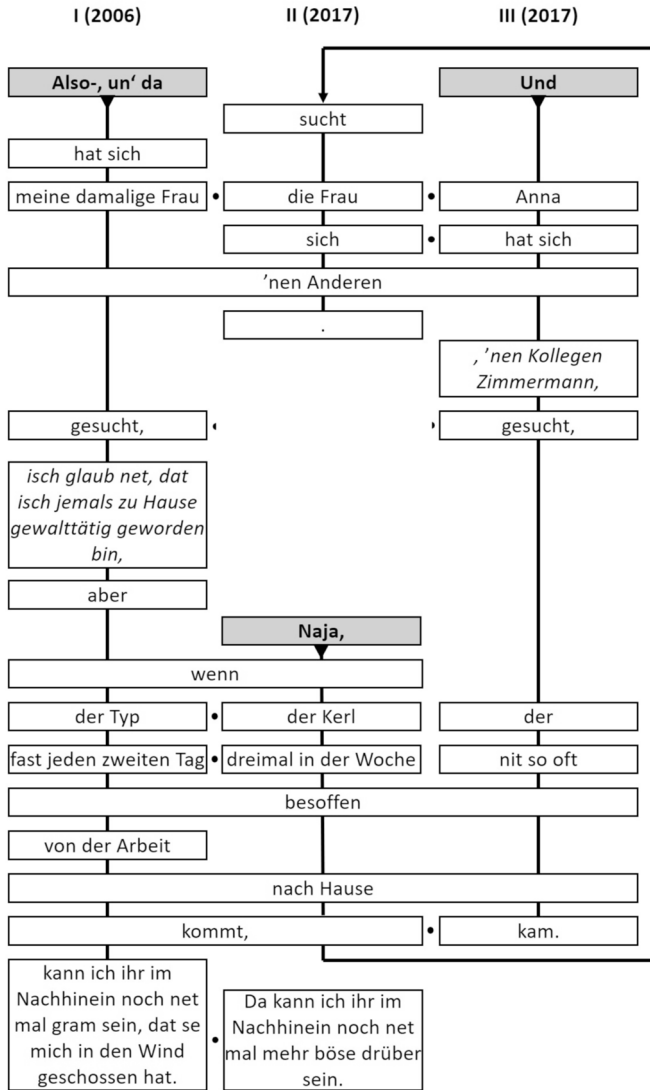 I (2006) II (2017) III (2017)
Also-, un‘ da Und
sucht
hat sich
meine damalige Frau • die Frau • Anna
sich • hat sich
’nen Anderen
.
, ’nen Kollegen
Zimmermann,
gesucht, gesucht,
isch glaub net, dat
isch jemals zu Hause
gewalttätig geworden
bin,
aber
Naja,
wenn
der Typ • der Kerl der
fast jeden zweiten Tag • dreimal in der Woche nit so oft
besoffen
von der Arbeit
nach Hause
kommt, • kam.
kann ich ihr im
Nachhinein noch net
mal gram sein, dat se
mich in den Wind
geschossen hat.
•
Da kann ich ihr im
Nachhinein noch net
mal mehr böse drüber
sein.